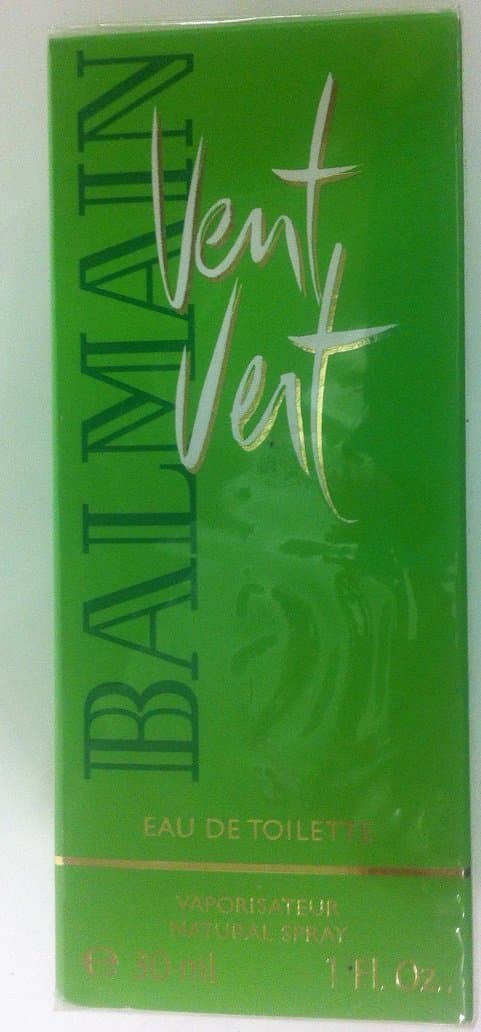 BALMAIN
Vent
Vert
EAU DE TOILETTE
VAPORISATEUR
NATURAL SPRAY
℮ 30 ml 1 Fl. Oz.